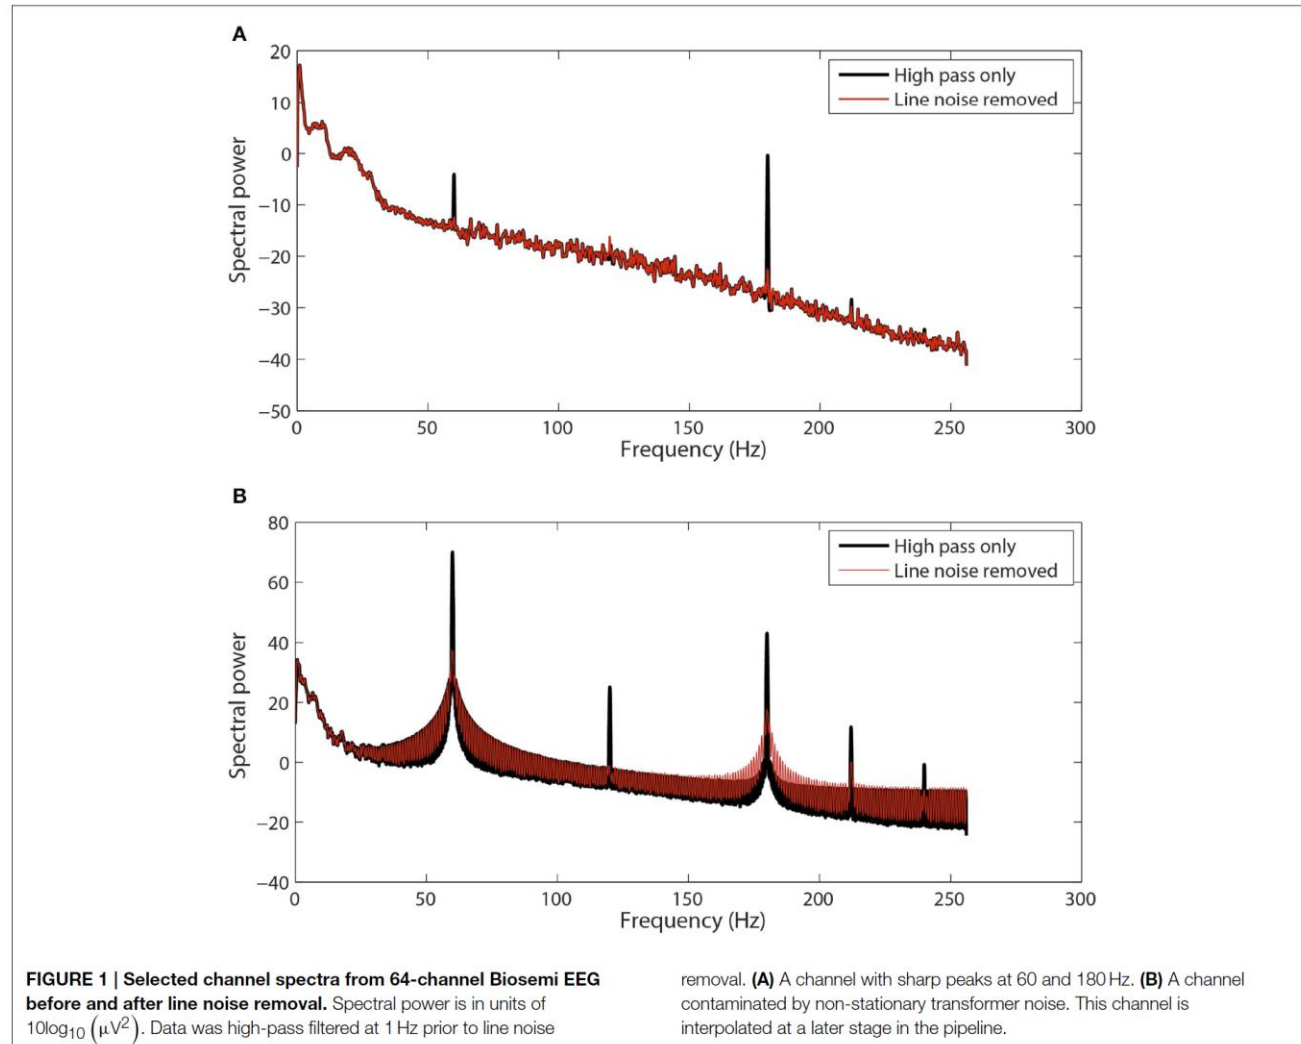 A
20
10
0
−10
−20
−30
−40
−50
Spectral power
High pass only
Line noise removed
0 50 100 150 200 250 300
Frequency (Hz)
B
80
60
40
20
0
−20
−40
Spectral power
High pass only
Line noise removed
0 50 100 150 200 250 300
Frequency (Hz)
FIGURE 1 | Selected channel spectra from 64-channel Biosemi EEG
before and after line noise removal. Spectral power is in units of
10log₁₀ (μV²). Data was high-pass filtered at 1 Hz prior to line noise
removal. (A) A channel with sharp peaks at 60 and 180 Hz. (B) A channel
contaminated by non-stationary transformer noise. This channel is
interpolated at a later stage in the pipeline.